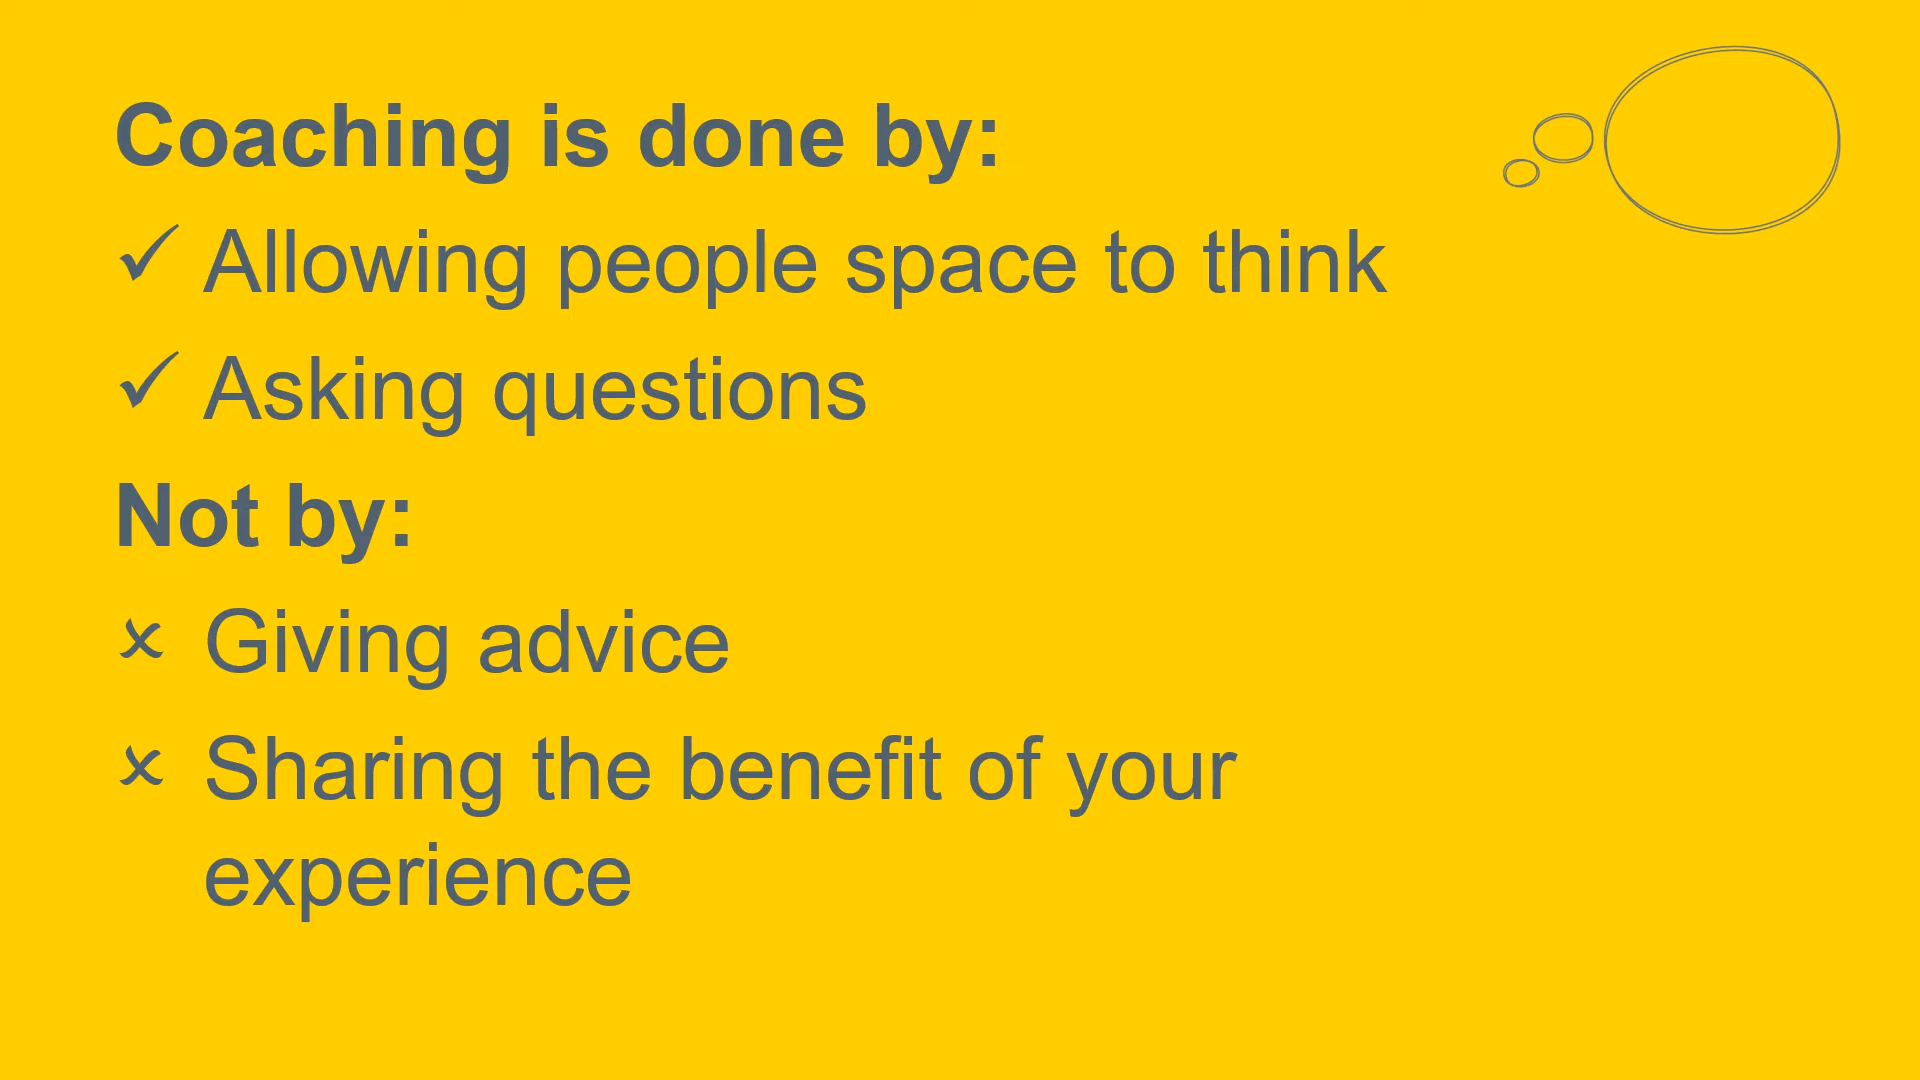 Coaching is done by:
✓ Allowing people space to think
✓ Asking questions
Not by:
✗ Giving advice
✗ Sharing the benefit of your
experience